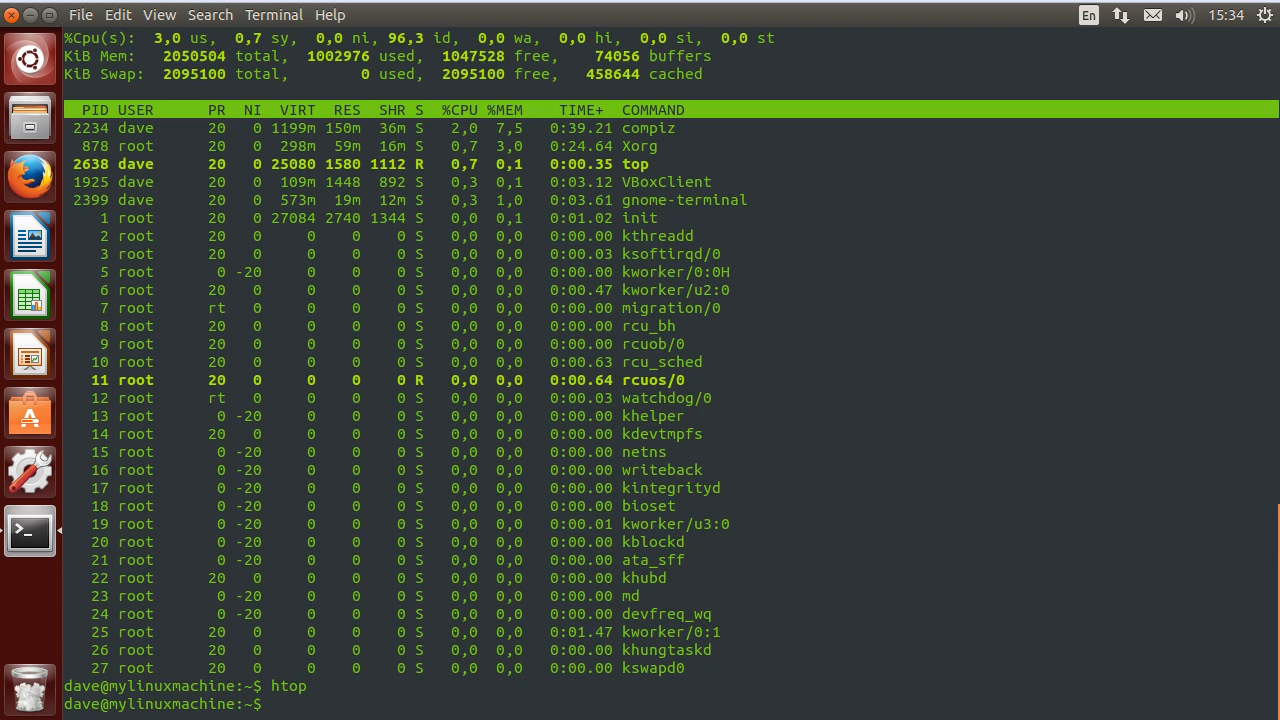 File Edit View Search Terminal Help En 15:34
%Cpu(s):  3,0 us,  0,7 sy,  0,0 ni, 96,3 id,  0,0 wa,  0,0 hi,  0,0 si,  0,0 st
KiB Mem:   2050504 total,  1002976 used,  1047528 free,    74056 buffers
KiB Swap:  2095100 total,        0 used,  2095100 free,   458644 cached
PID USER      PR  NI  VIRT  RES  SHR S  %CPU %MEM    TIME+  COMMAND
2234 dave      20   0 1199m 150m  36m S   2,0  7,5   0:39.21 compiz
878 root      20   0  298m  59m  16m S   0,7  3,0   0:24.64 Xorg
2638 dave      20   0 25080 1580 1112 R   0,7  0,1   0:00.35 top
1925 dave      20   0  109m 1448  892 S   0,3  0,1   0:03.12 VBoxClient
2399 dave      20   0  573m  19m  12m S   0,3  1,0   0:03.61 gnome-terminal
1 root      20   0 27084 2740 1344 S   0,0  0,1   0:01.02 init
2 root      20   0     0    0    0 S   0,0  0,0   0:00.00 kthreadd
3 root      20   0     0    0    0 S   0,0  0,0   0:00.03 ksoftirqd/0
5 root       0 -20     0    0    0 S   0,0  0,0   0:00.00 kworker/0:0H
6 root      20   0     0    0    0 S   0,0  0,0   0:00.47 kworker/u2:0
7 root      rt   0     0    0    0 S   0,0  0,0   0:00.00 migration/0
8 root      20   0     0    0    0 S   0,0  0,0   0:00.00 rcu_bh
9 root      20   0     0    0    0 S   0,0  0,0   0:00.00 rcuob/0
10 root      20   0     0    0    0 S   0,0  0,0   0:00.63 rcu_sched
11 root      20   0     0    0    0 R   0,0  0,0   0:00.64 rcuos/0
12 root      rt   0     0    0    0 S   0,0  0,0   0:00.03 watchdog/0
13 root       0 -20     0    0    0 S   0,0  0,0   0:00.00 khelper
14 root      20   0     0    0    0 S   0,0  0,0   0:00.00 kdevtmpfs
15 root       0 -20     0    0    0 S   0,0  0,0   0:00.00 netns
16 root       0 -20     0    0    0 S   0,0  0,0   0:00.00 writeback
17 root       0 -20     0    0    0 S   0,0  0,0   0:00.00 kintegrityd
18 root       0 -20     0    0    0 S   0,0  0,0   0:00.00 bioset
19 root       0 -20     0    0    0 S   0,0  0,0   0:00.01 kworker/u3:0
20 root       0 -20     0    0    0 S   0,0  0,0   0:00.00 kblockd
21 root       0 -20     0    0    0 S   0,0  0,0   0:00.00 ata_sff
22 root      20   0     0    0    0 S   0,0  0,0   0:00.00 khubd
23 root       0 -20     0    0    0 S   0,0  0,0   0:00.00 md
24 root       0 -20     0    0    0 S   0,0  0,0   0:00.00 devfreq_wq
25 root      20   0     0    0    0 S   0,0  0,0   0:01.47 kworker/0:1
26 root      20   0     0    0    0 S   0,0  0,0   0:00.00 khungtaskd
27 root      20   0     0    0    0 S   0,0  0,0   0:00.00 kswapd0
dave@mylinuxmachine:~$ htop
dave@mylinuxmachine:~$